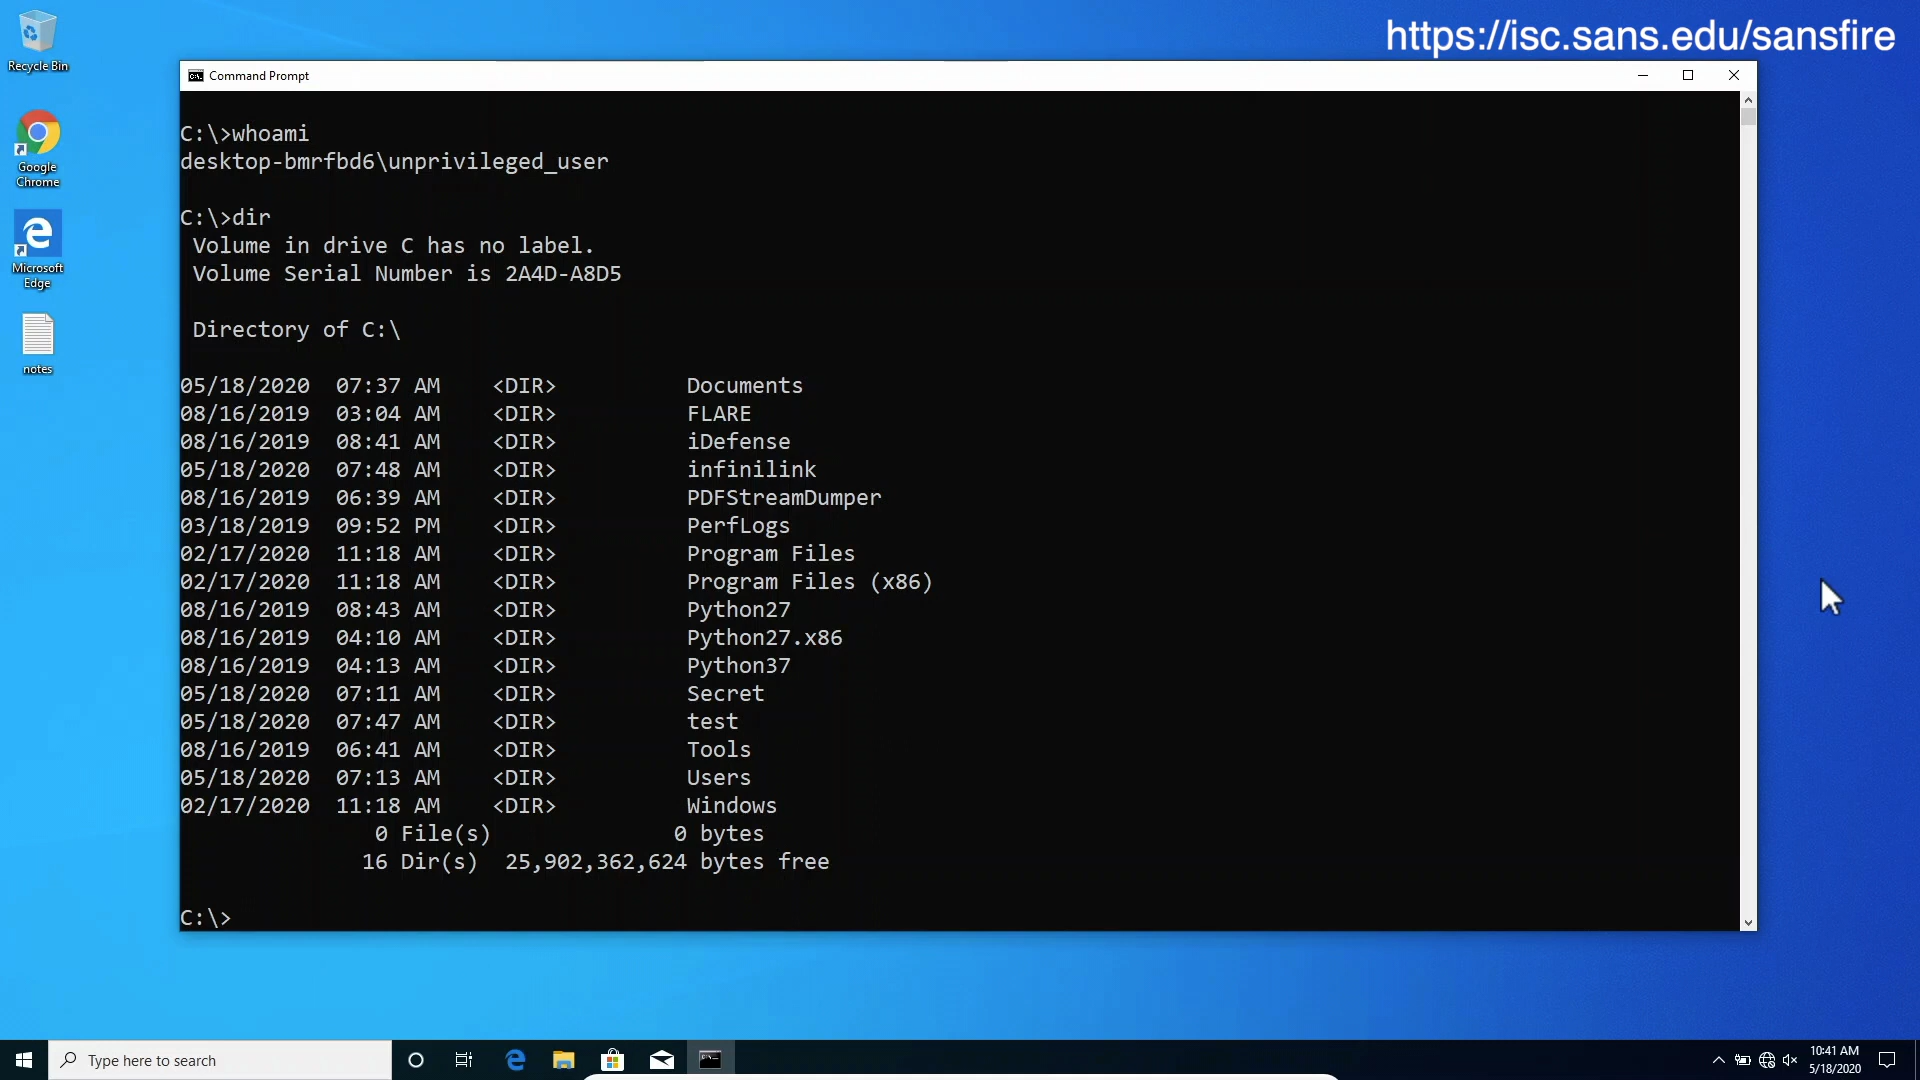 https://isc.sans.edu/sansfire
Recycle Bin
Google
Chrome
Microsoft
Edge
notes
Command Prompt
C:\>whoami
desktop-bmrfbd6\unprivileged_user
C:\>dir
Volume in drive C has no label.
Volume Serial Number is 2A4D-A8D5
Directory of C:\
05/18/2020  07:37 AM    <DIR>          Documents
08/16/2019  03:04 AM    <DIR>          FLARE
08/16/2019  08:41 AM    <DIR>          iDefense
05/18/2020  07:48 AM    <DIR>          infinilink
08/16/2019  06:39 AM    <DIR>          PDFStreamDumper
03/18/2019  09:52 PM    <DIR>          PerfLogs
02/17/2020  11:18 AM    <DIR>          Program Files
02/17/2020  11:18 AM    <DIR>          Program Files (x86)
08/16/2019  08:43 AM    <DIR>          Python27
08/16/2019  04:10 AM    <DIR>          Python27.x86
08/16/2019  04:13 AM    <DIR>          Python37
05/18/2020  07:11 AM    <DIR>          Secret
05/18/2020  07:47 AM    <DIR>          test
08/16/2019  06:41 AM    <DIR>          Tools
05/18/2020  07:13 AM    <DIR>          Users
02/17/2020  11:18 AM    <DIR>          Windows
0 File(s)              0 bytes
16 Dir(s)  25,902,362,624 bytes free
C:\>
Type here to search
10:41 AM
5/18/2020